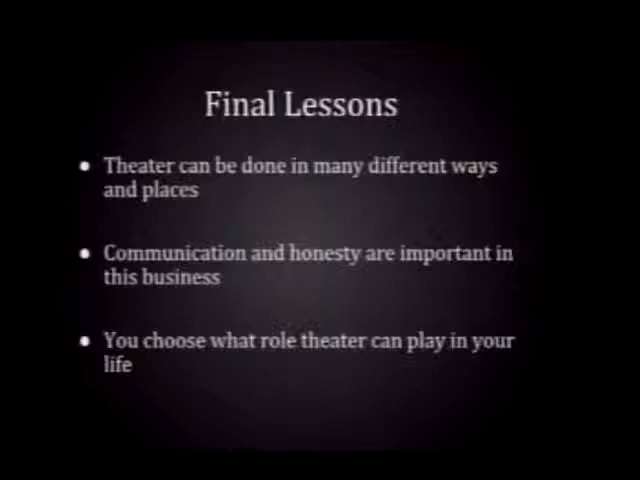 Final Lessons
• Theater can be done in many different ways
and places
• Communication and honesty are important in
this business
• You choose what role theater can play in your
life